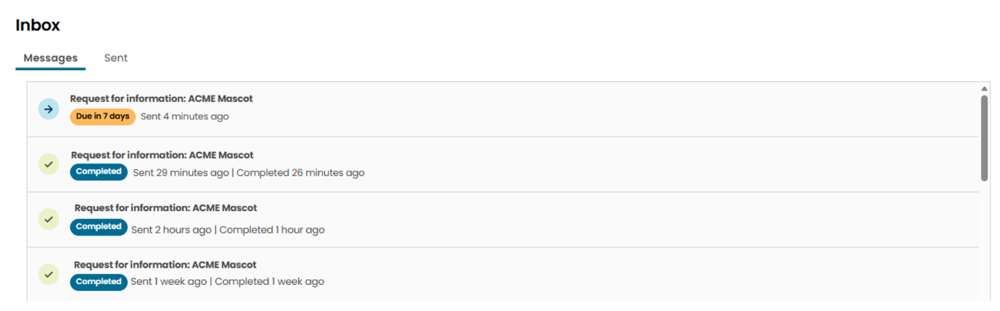 Inbox
Messages Sent
Request for information: ACME Mascot
Due in 7 days Sent 4 minutes ago
Request for information: ACME Mascot
Completed Sent 29 minutes ago | Completed 26 minutes ago
Request for information: ACME Mascot
Completed Sent 2 hours ago | Completed 1 hour ago
Request for information: ACME Mascot
Completed Sent 1 week ago | Completed 1 week ago